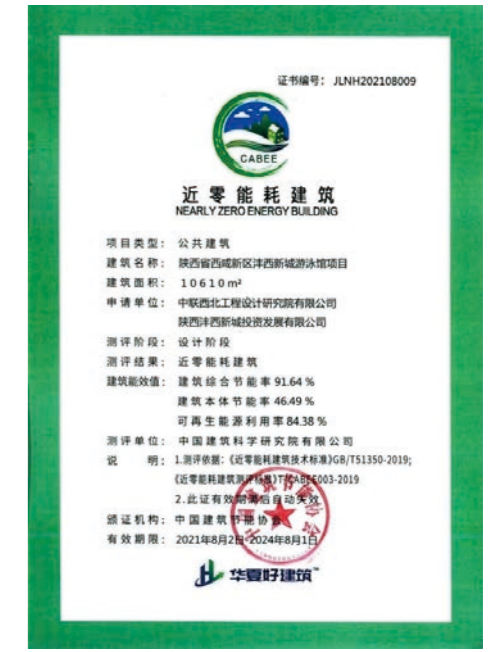 证书编号： JLNH202108009
CABEE
近零能耗建筑
NEARLY ZERO ENERGY BUILDING
项目类型： 公共建筑
建筑名称： 陕西省西咸新区沣西新城游泳馆项目
建筑面积： 10610m²
申请单位： 中联西北工程设计研究院有限公司
陕西沣西新城投资发展有限公司
测评阶段： 设计阶段
测评结果： 近零能耗建筑
建筑能效值： 建筑综合节能率 91.64 %
建筑本体节能率 46.49 %
可再生能源利用率 84.38 %
测评单位： 中国建筑科学研究院有限公司
说 明： 1.测评依据：《近零能耗建筑技术标准》GB/T51350-2019;
《近零能耗建筑测评标准》T/CABEE003-2019
2.此证有效期满后自动失效
颁证机构： 中国建筑节能协会
有效期限： 2021年8月2日-2024年8月1日
华夏好建筑